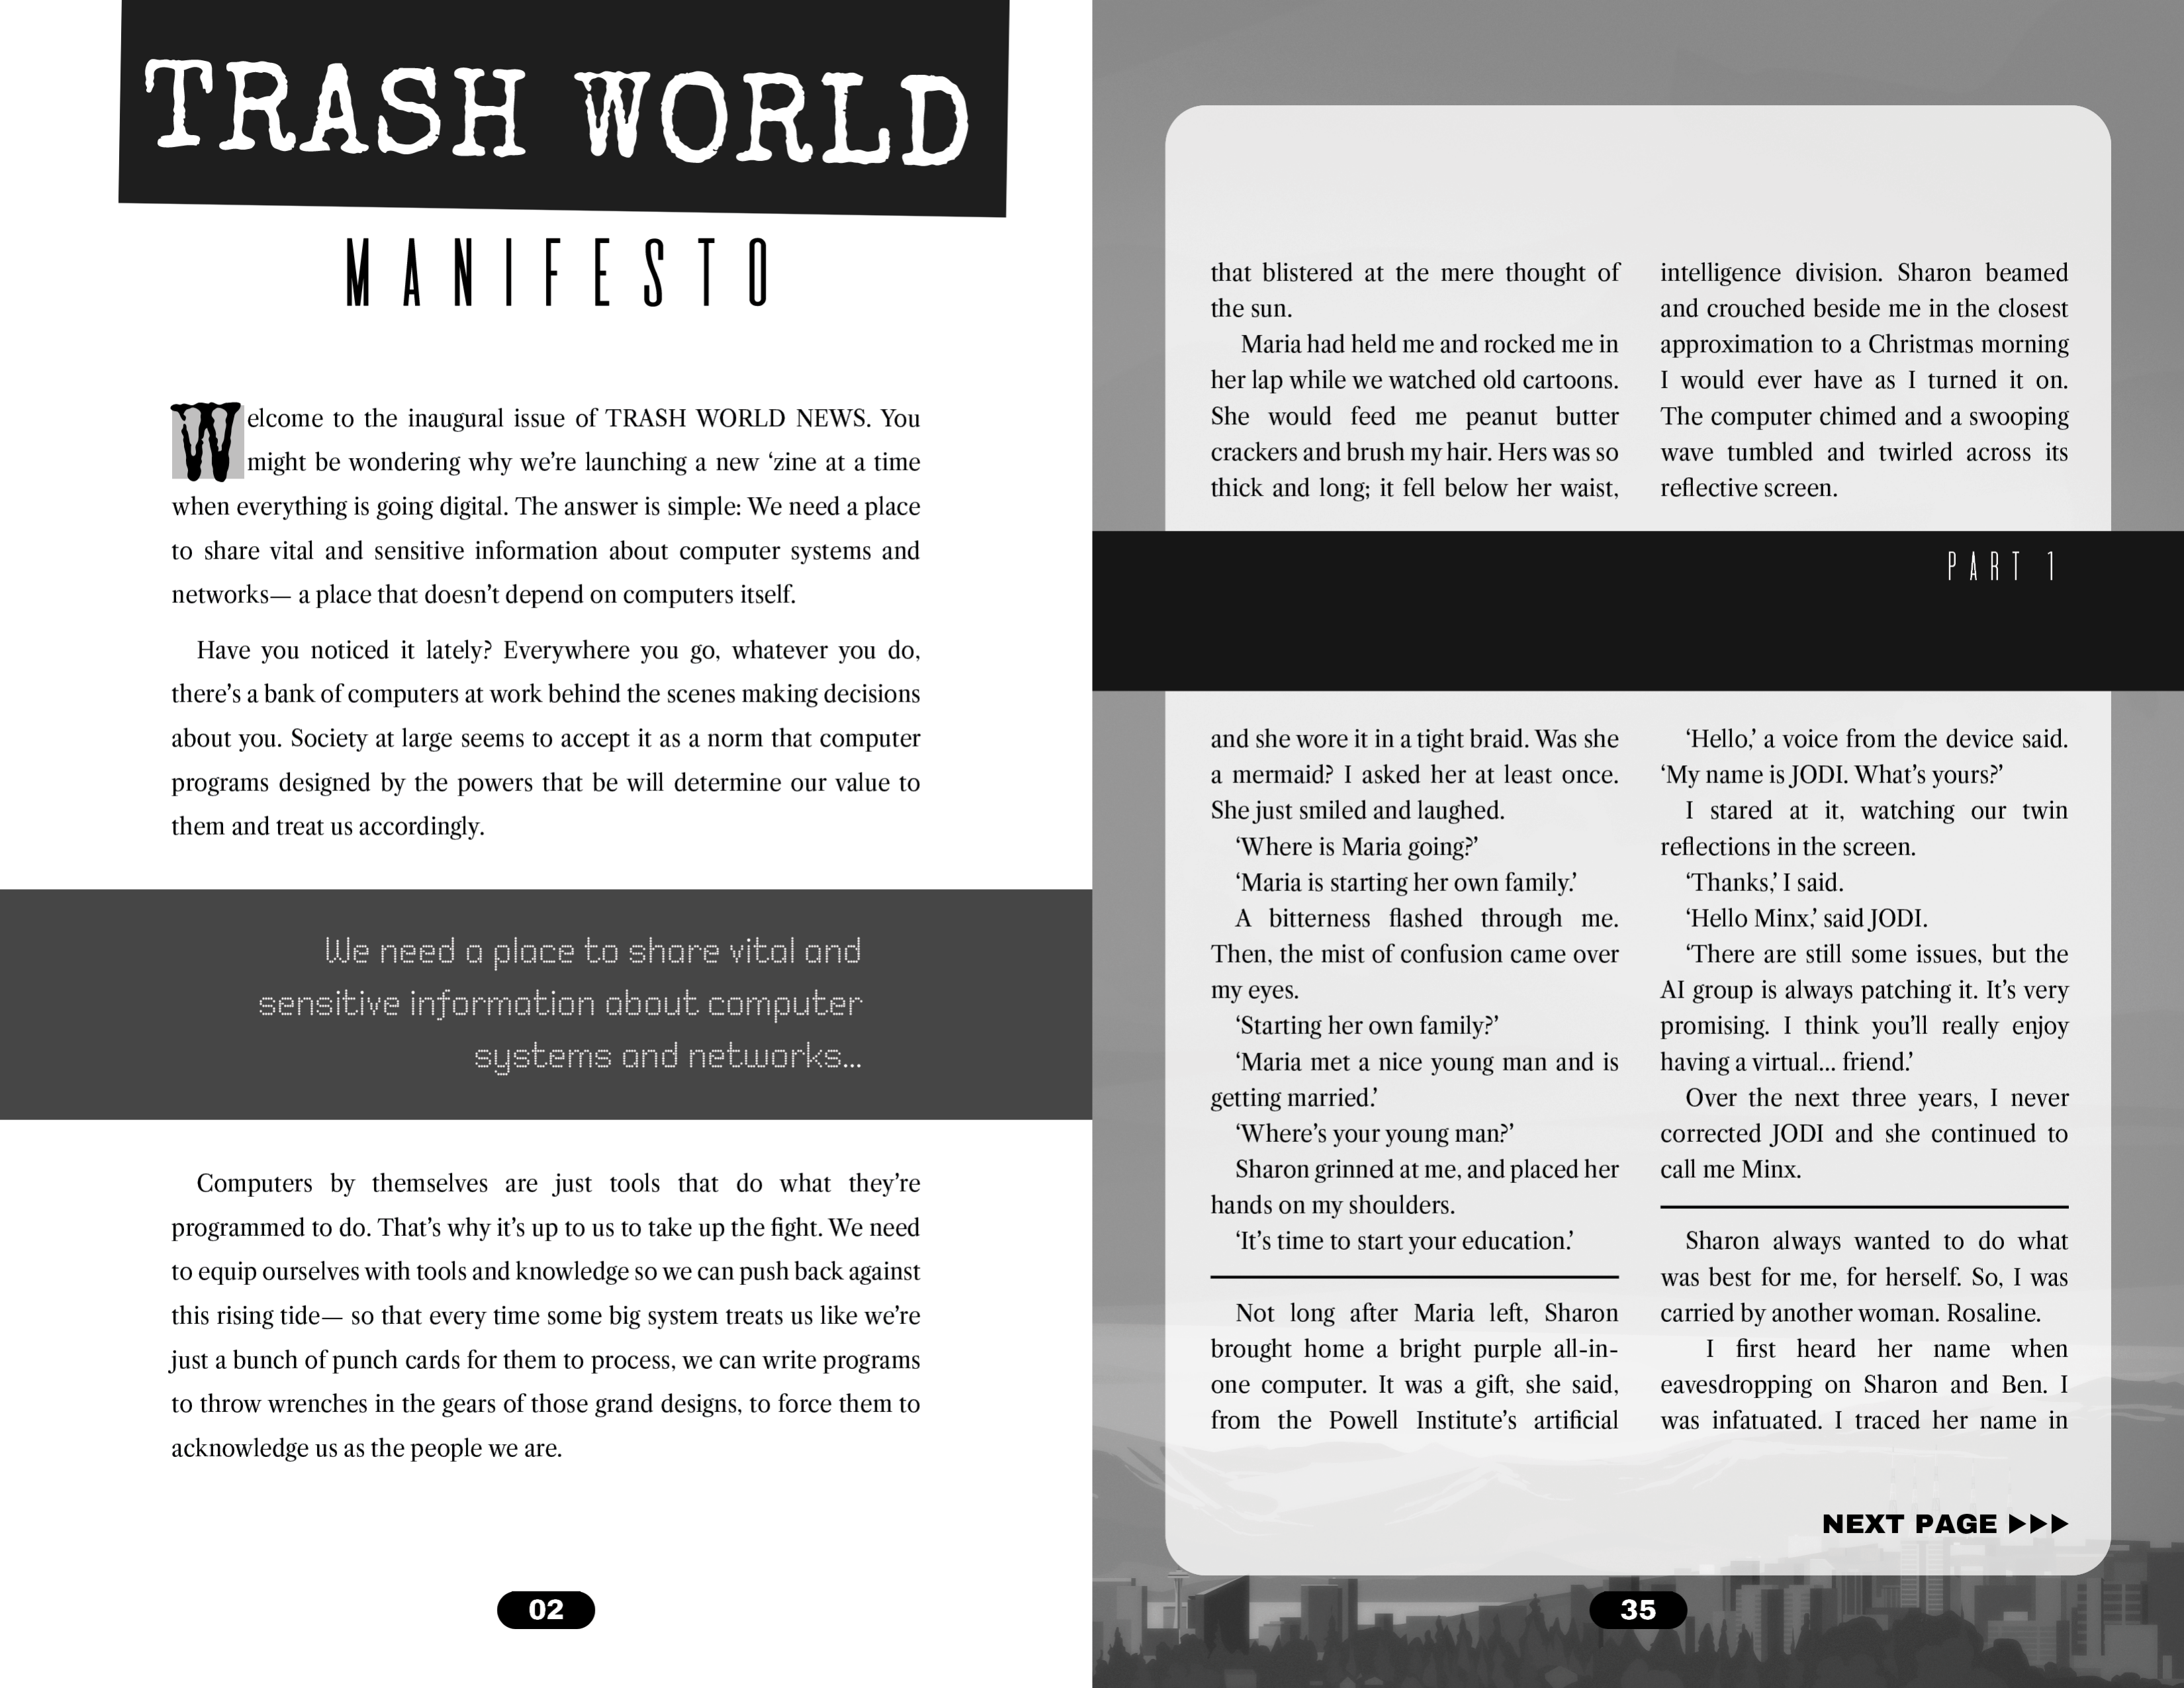 TRASH WORLD
MANIFESTO
Welcome to the inaugural issue of TRASH WORLD NEWS. You
might be wondering why we’re launching a new ‘zine at a time
when everything is going digital. The answer is simple: We need a place
to share vital and sensitive information about computer systems and
networks— a place that doesn’t depend on computers itself.
Have you noticed it lately? Everywhere you go, whatever you do,
there’s a bank of computers at work behind the scenes making decisions
about you. Society at large seems to accept it as a norm that computer
programs designed by the powers that be will determine our value to
them and treat us accordingly.
We need a place to share vital and
sensitive information about computer
systems and networks...
Computers by themselves are just tools that do what they’re
programmed to do. That’s why it’s up to us to take up the fight. We need
to equip ourselves with tools and knowledge so we can push back against
this rising tide— so that every time some big system treats us like we’re
just a bunch of punch cards for them to process, we can write programs
to throw wrenches in the gears of those grand designs, to force them to
acknowledge us as the people we are.
02
that blistered at the mere thought of
the sun.
Maria had held me and rocked me in
her lap while we watched old cartoons.
She would feed me peanut butter
crackers and brush my hair. Hers was so
thick and long; it fell below her waist,
and she wore it in a tight braid. Was she
a mermaid? I asked her at least once.
She just smiled and laughed.
‘Where is Maria going?’
‘Maria is starting her own family.’
A bitterness flashed through me.
Then, the mist of confusion came over
my eyes.
‘Starting her own family?’
‘Maria met a nice young man and is
getting married.’
‘Where’s your young man?’
Sharon grinned at me, and placed her
hands on my shoulders.
‘It’s time to start your education.’
Not long after Maria left, Sharon
brought home a bright purple all-in-
one computer. It was a gift, she said,
from the Powell Institute’s artificial
intelligence division. Sharon beamed
and crouched beside me in the closest
approximation to a Christmas morning
I would ever have as I turned it on.
The computer chimed and a swooping
wave tumbled and twirled across its
reflective screen.
PART 1
‘Hello,’ a voice from the device said.
‘My name is JODI. What’s yours?’
I stared at it, watching our twin
reflections in the screen.
‘Thanks,’ I said.
‘Hello Minx,’ said JODI.
‘There are still some issues, but the
AI group is always patching it. It’s very
promising. I think you’ll really enjoy
having a virtual... friend.’
Over the next three years, I never
corrected JODI and she continued to
call me Minx.
Sharon always wanted to do what
was best for me, for herself. So, I was
carried by another woman. Rosaline.
I first heard her name when
eavesdropping on Sharon and Ben. I
was infatuated. I traced her name in
NEXT PAGE ▶▶▶
35